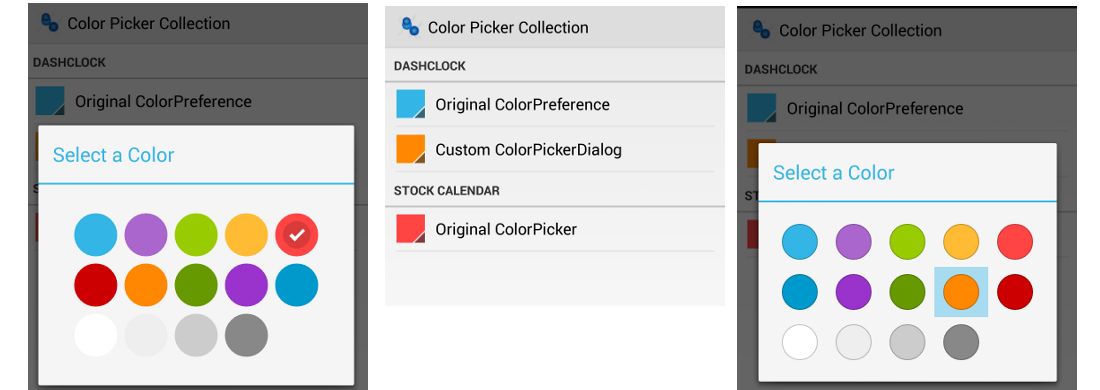 Color Picker Collection
DASHCLOCK
Original ColorPreference
Select a Color
Color Picker Collection
DASHCLOCK
Original ColorPreference
Custom ColorPickerDialog
STOCK CALENDAR
Original ColorPicker
Color Picker Collection
DASHCLOCK
Original ColorPreference
ST
Select a Color